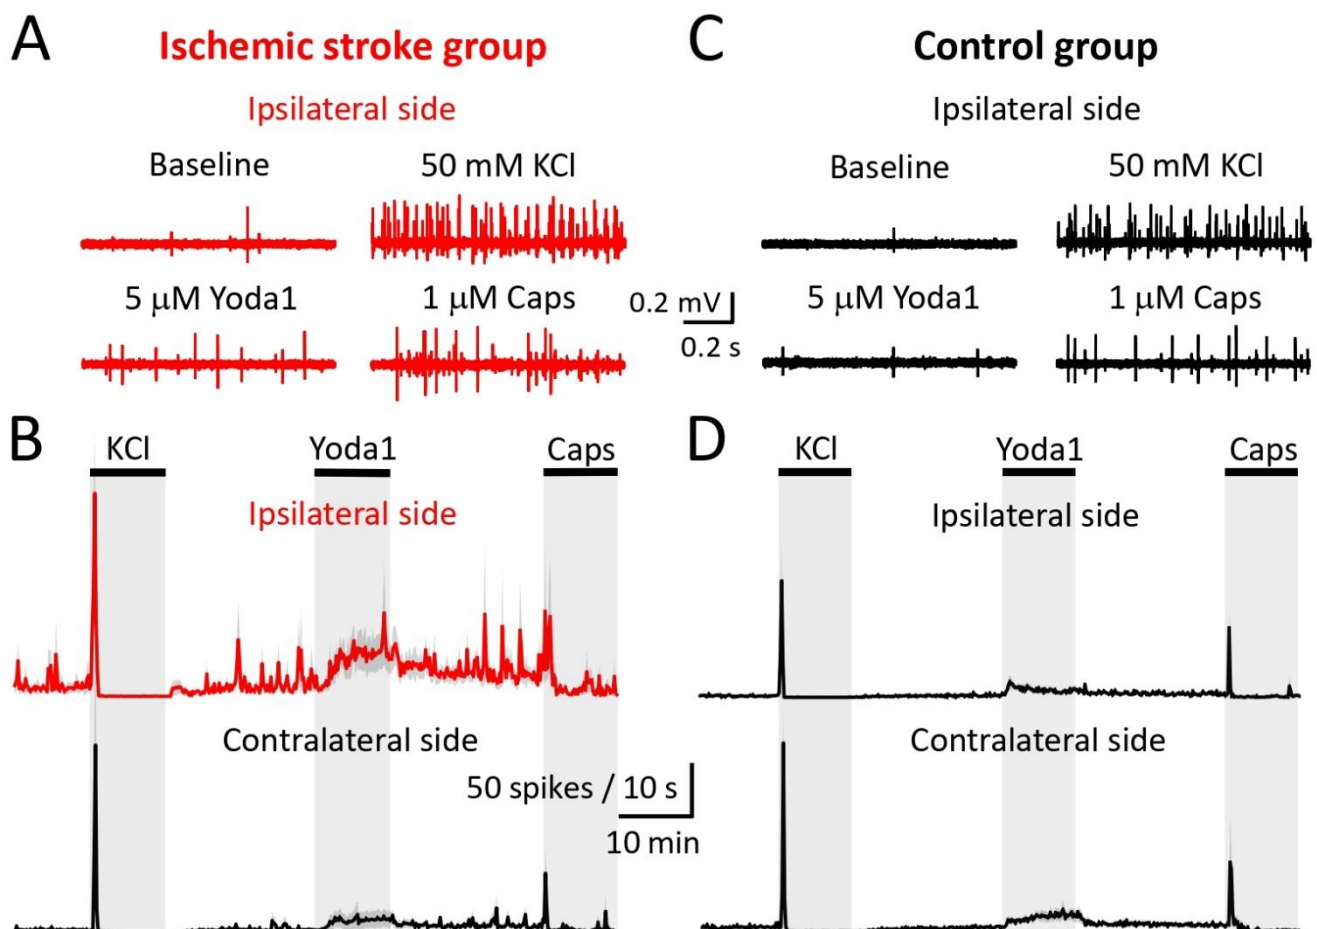 A
Ischemic stroke group
Ipsilateral side
Baseline
50 mM KCl
5 μM Yoda1
1 μM Caps
0.2 mV
0.2 s
C
Control group
Ipsilateral side
Baseline
50 mM KCl
5 μM Yoda1
1 μM Caps
B
KCl
Yoda1
Caps
Ipsilateral side
Contralateral side
50 spikes / 10 s
10 min
D
KCl
Yoda1
Caps
Ipsilateral side
Contralateral side